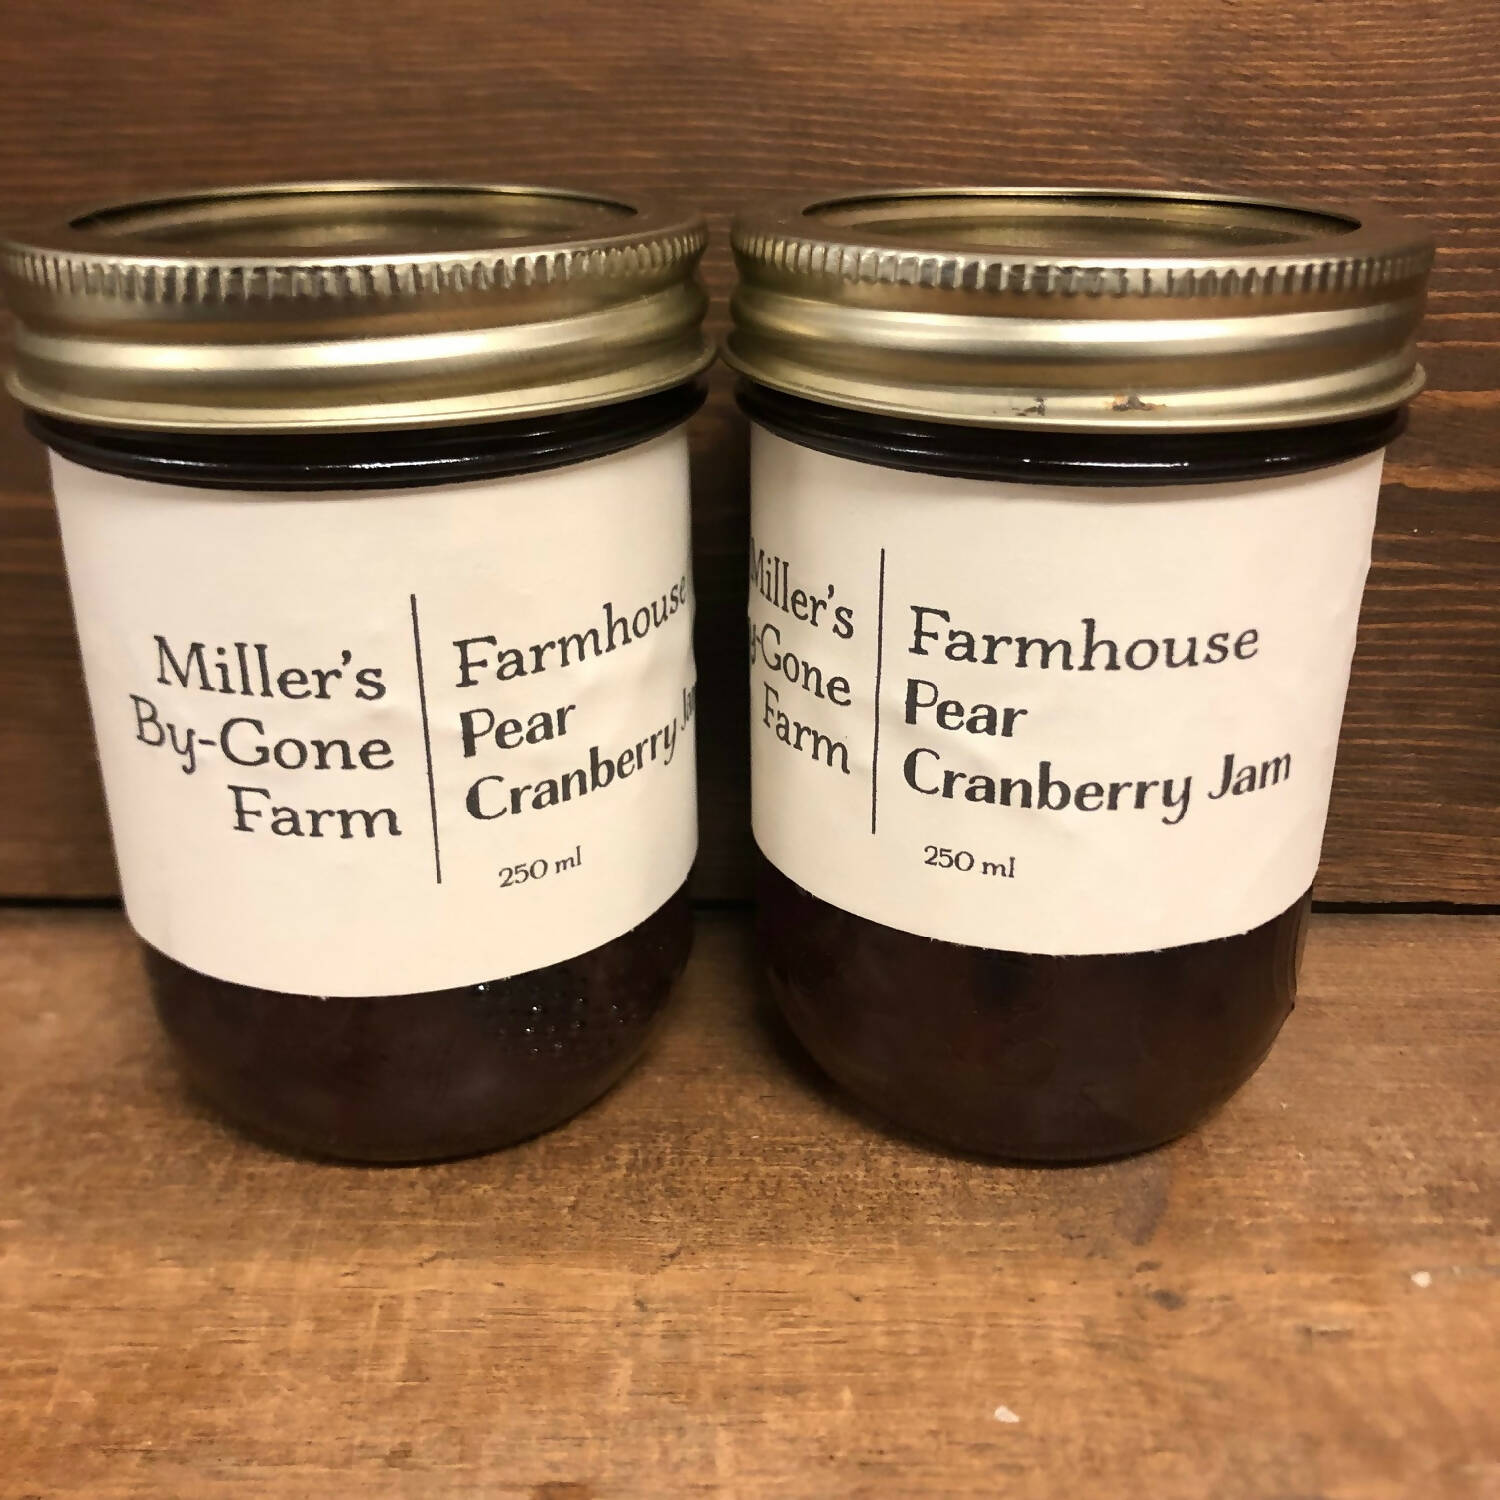 Miller's
By-Gone
Farm
Farmhouse
Pear
Cranberry Jam
250 ml
Miller's
y-Gone
Farm
Farmhouse
Pear
Cranberry Jam
250 ml